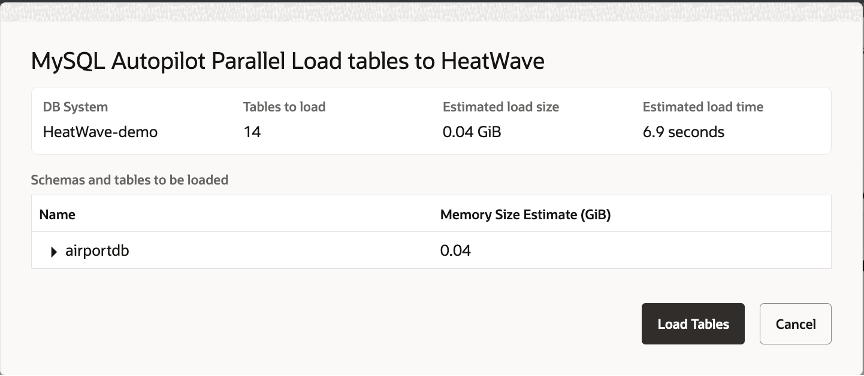 MySQL Autopilot Parallel Load tables to HeatWave
DB System Tables to load Estimated load size Estimated load time
HeatWave-demo 14 0.04 GiB 6.9 seconds
Schemas and tables to be loaded
Name Memory Size Estimate (GiB)
airportdb 0.04
Load Tables Cancel